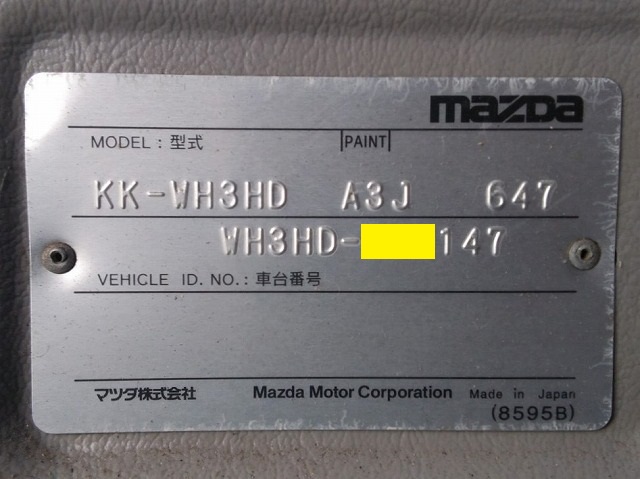 mazda
MODEL : 型式 PAINT
KK-WH3HD A3J 647
WH3HD- 147
VEHICLE ID. NO. : 車台番号
マツダ株式会社 Mazda Motor Corporation Made in Japan
(8595B)